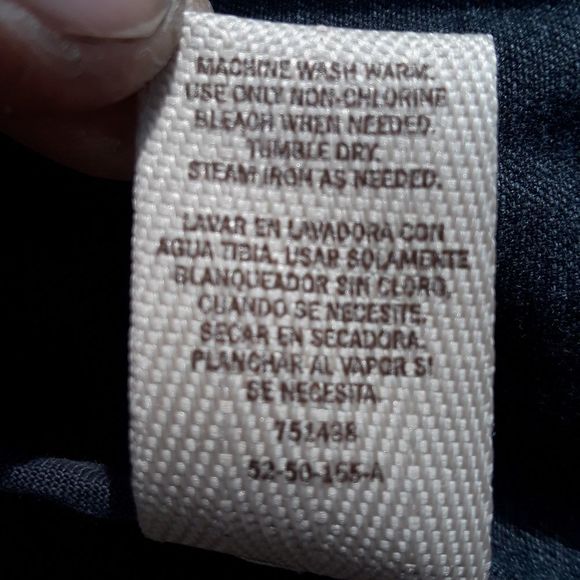 MACHINE WASH WARM.
USE ONLY NON-CHLORINE
BLEACH WHEN NEEDED.
TUMBLE DRY.
STEAM IRON AS NEEDED.
LAVAR EN LAVADORA CON
AGUA TIBIA. USAR SOLAMENTE
BLANQUEADOR SIN CLORO,
CUANDO SE NECESITE.
SECAR EN SECADORA.
PLANCHAR AL VAPOR SI
SE NECESITA.
751438
52-50-165-A